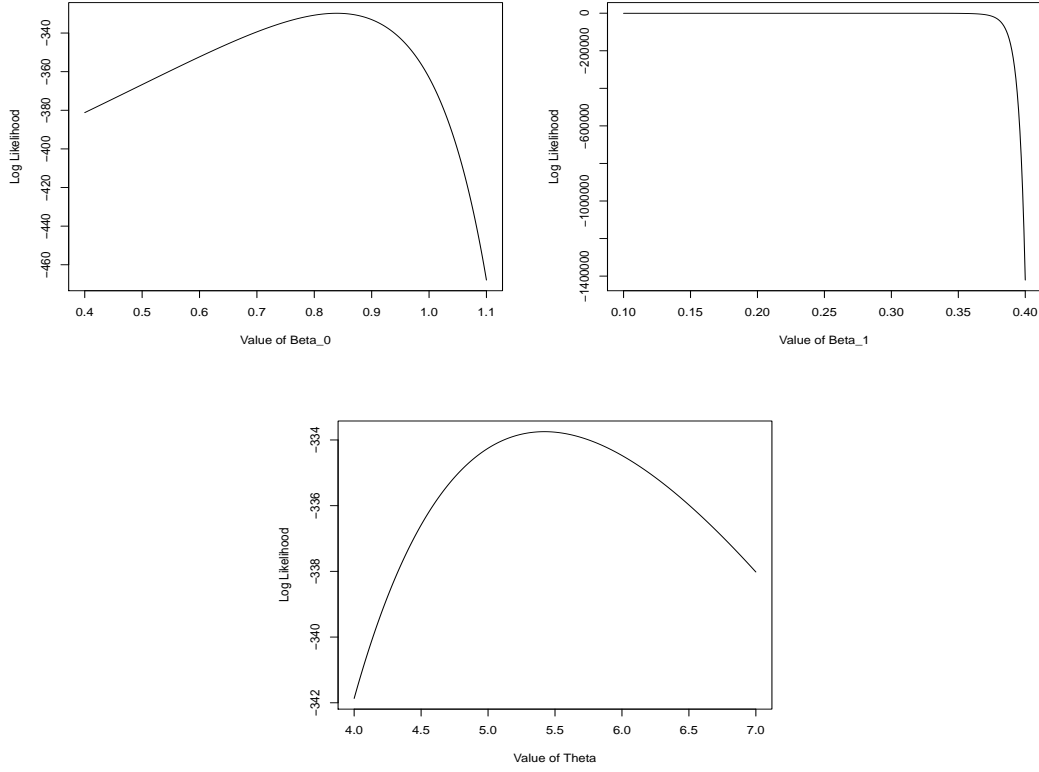 Log Likelihood
-340
-360
-380
-400
-420
-440
-460
0.4 0.5 0.6 0.7 0.8 0.9 1.0 1.1
Value of Beta_0
Log Likelihood
0
-200000
-600000
-1000000
-1400000
0.10 0.15 0.20 0.25 0.30 0.35 0.40
Value of Beta_1
Log Likelihood
-334
-336
-338
-340
-342
4.0 4.5 5.0 5.5 6.0 6.5 7.0
Value of Theta